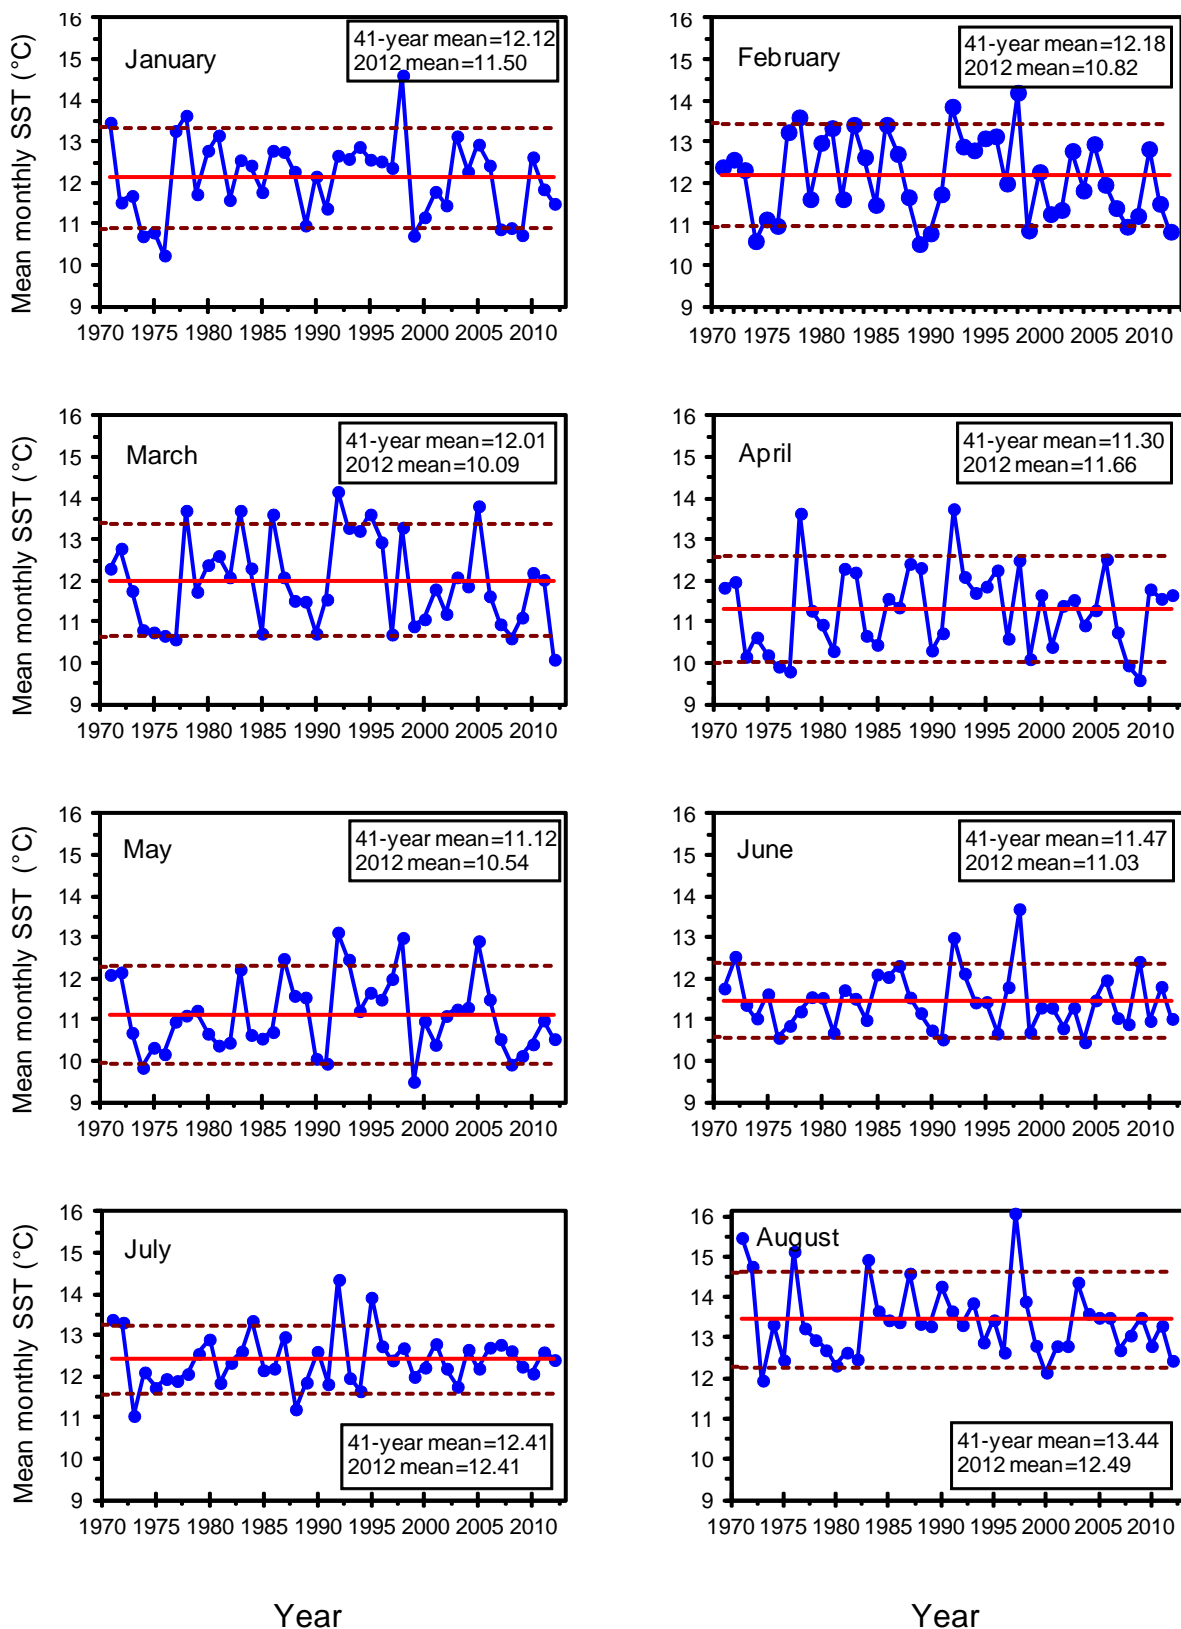 January
41-year mean=12.12
2012 mean=11.50
Mean monthly SST (°C)
16
15
14
13
12
11
10
9
1970 1975 1980 1985 1990 1995 2000 2005 2010
February
41-year mean=12.18
2012 mean=10.82
16
15
14
13
12
11
10
9
1970 1975 1980 1985 1990 1995 2000 2005 2010
March
41-year mean=12.01
2012 mean=10.09
Mean monthly SST (°C)
16
15
14
13
12
11
10
9
1970 1975 1980 1985 1990 1995 2000 2005 2010
April
41-year mean=11.30
2012 mean=11.66
16
15
14
13
12
11
10
9
1970 1975 1980 1985 1990 1995 2000 2005 2010
May
41-year mean=11.12
2012 mean=10.54
Mean monthly SST (°C)
16
15
14
13
12
11
10
9
1970 1975 1980 1985 1990 1995 2000 2005 2010
June
41-year mean=11.47
2012 mean=11.03
16
15
14
13
12
11
10
9
1970 1975 1980 1985 1990 1995 2000 2005 2010
July
41-year mean=12.41
2012 mean=12.41
Mean monthly SST (°C)
16
15
14
13
12
11
10
9
1970 1975 1980 1985 1990 1995 2000 2005 2010
August
41-year mean=13.44
2012 mean=12.49
16
15
14
13
12
11
10
9
1970 1975 1980 1985 1990 1995 2000 2005 2010
Year
Year